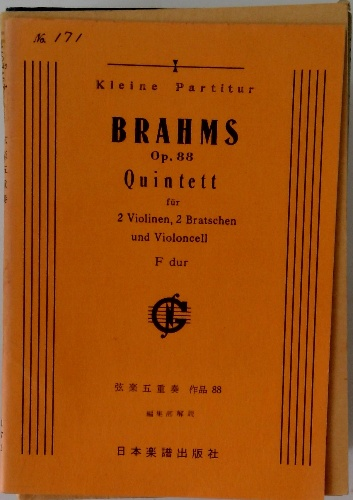 No. 171
Kleine Partitur
BRAHMS
Op. 88
Quintett
für
2 Violinen, 2 Bratschen
und Violoncell
F dur
弦楽五重奏 作品 88
編集部解説
日本楽譜出版社